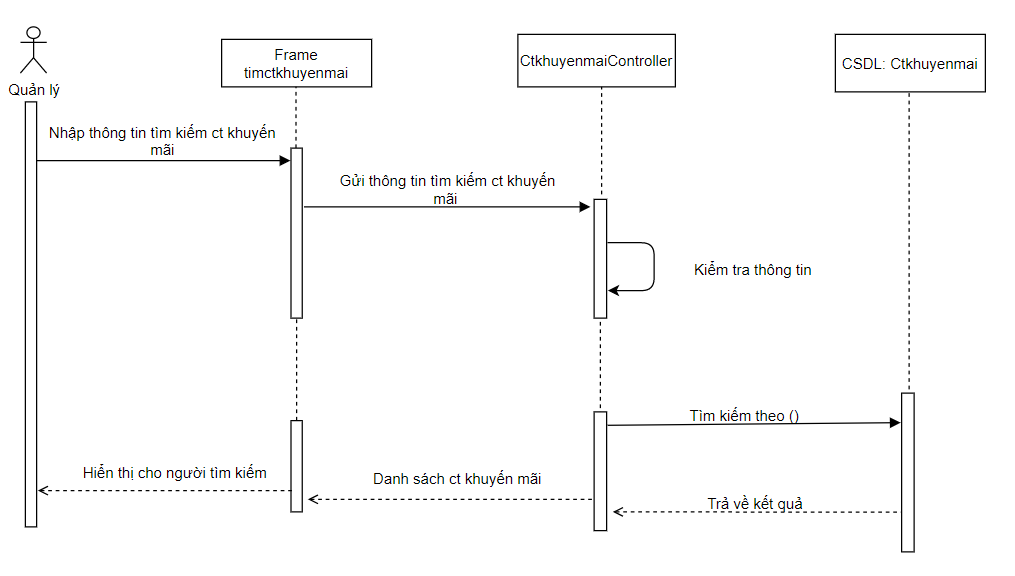 Quản lý
Frame
timctkhuyenmai
CtkhuyenmaiController
CSDL: Ctkhuyenmai
Nhập thông tin tìm kiếm ct khuyến
mãi
Gửi thông tin tìm kiếm ct khuyến
mãi
Kiểm tra thông tin
Tìm kiếm theo ()
Hiển thị cho người tìm kiếm
Danh sách ct khuyến mãi
Trả về kết quả